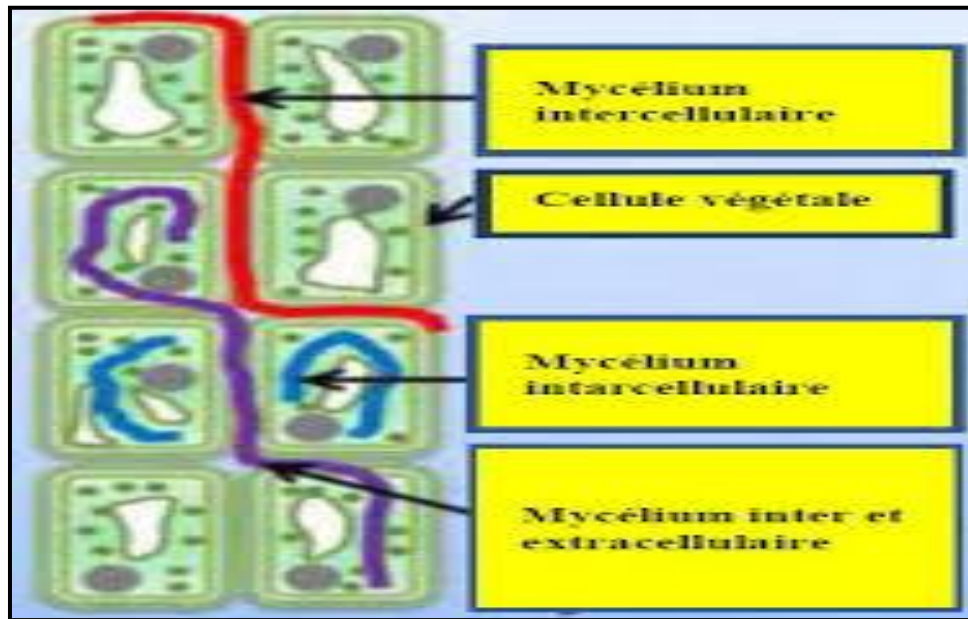 Mycélium
intercellulaire
Cellule végétale
Mycélium
intarcellulaire
Mycélium inter et
extracellulaire